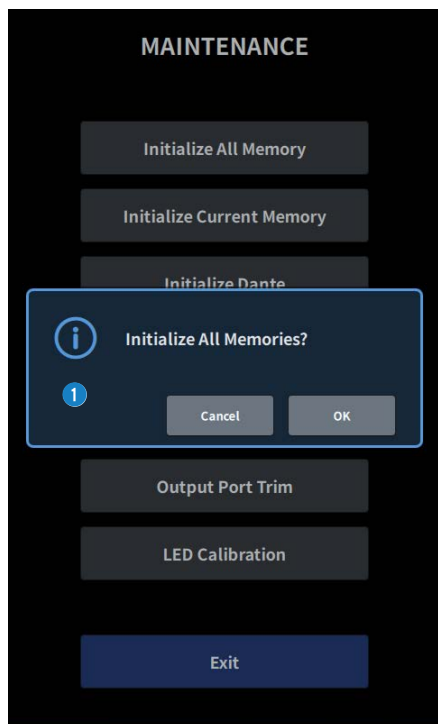 MAINTENANCE
Initialize All Memory
Initialize Current Memory
Initialize Dante
Initialize All Memories?
1
Cancel
OK
Output Port Trim
LED Calibration
Exit